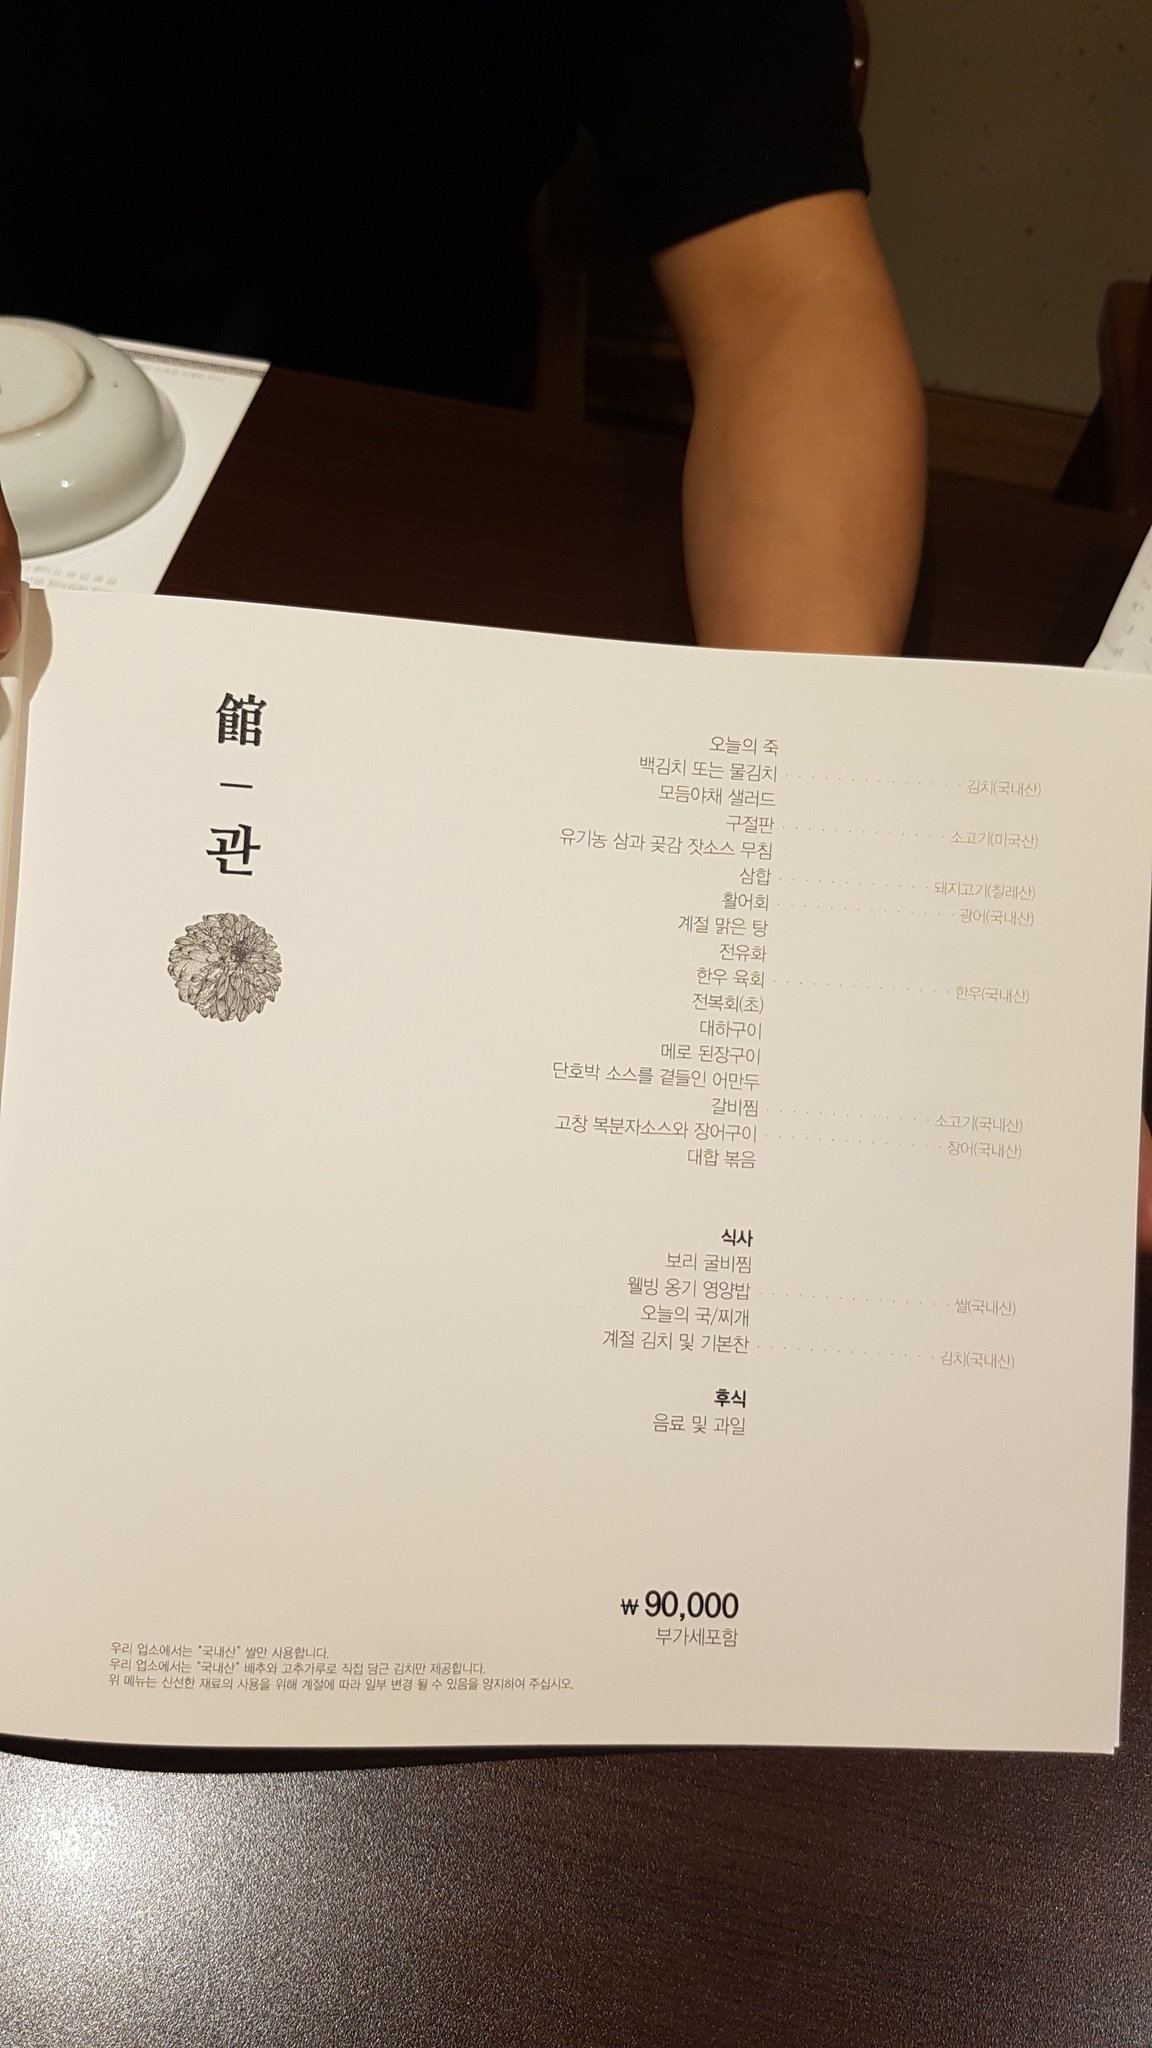 館
관
오늘의 죽
백김치 또는 물김치 · · · · · · · · · · · · · · 김치(국내산)
모듬야채 샐러드
구절판 · · · · · · · · · · · · · 소고기(미국산)
유기농 삼과 곶감 잣소스 무침
삼합 · · · · · · · · · · · · 돼지고기(칠레산)
활어회 · · · · · · · · · · · · · · 광어(국내산)
계절 맑은 탕
전유화
한우 육회 · · · · · · · · · · · · · · 한우(국내산)
전복회(초)
대하구이
메로 된장구이
단호박 소스를 곁들인 어만두
갈비찜 · · · · · · · · · · · · · 소고기(국내산)
고창 복분자소스와 장어구이 · · · · · · · · · · · · · · 장어(국내산)
대합 볶음
식사
보리 굴비찜
웰빙 옹기 영양밥 · · · · · · · · · · · · · · · 쌀(국내산)
오늘의 국/찌개
계절 김치 및 기본찬 · · · · · · · · · · · · · · 김치(국내산)
후식
음료 및 과일
₩ 90,000
부가세포함
우리 업소에서는 "국내산" 쌀만 사용합니다.
우리 업소에서는 "국내산" 배추와 고추가루로 직접 담근 김치만 제공합니다.
위 메뉴는 신선한 재료의 사용을 위해 계절에 따라 일부 변경 될 수 있음을 양지하여 주십시오.